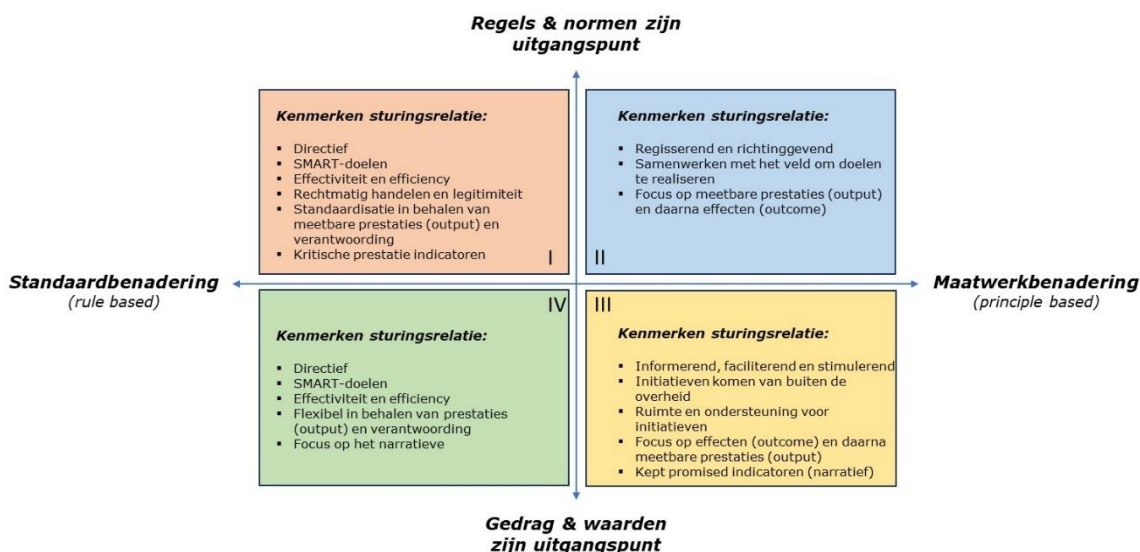 Regels & normen zijn
uitgangspunt
Kenmerken sturingsrelatie:
▪ Directief
▪ SMART-doelen
▪ Effectiviteit en efficiency
▪ Rechtmatig handelen en legitimiteit
▪ Standaardisatie in behalen van
meetbare prestaties (output) en
verantwoording
▪ Kritische prestatie indicatoren
I
Kenmerken sturingsrelatie:
▪ Regisserend en richtinggevend
▪ Samenwerken met het veld om doelen
te realiseren
▪ Focus op meetbare prestaties (output)
en daarna effecten (outcome)
II
Standaardbenadering
(rule based)
Maatwerkbenadering
(principle based)
IV
Kenmerken sturingsrelatie:
▪ Directief
▪ SMART-doelen
▪ Effectiviteit en efficiency
▪ Flexibel in behalen van prestaties
(output) en verantwoording
▪ Focus op het narratieve
III
Kenmerken sturingsrelatie:
▪ Informerend, faciliterend en stimulerend
▪ Initiatieven komen van buiten de
overheid
▪ Ruimte en ondersteuning voor
initiatieven
▪ Focus op effecten (outcome) en daarna
meetbare prestaties (output)
▪ Kept promised indicatoren (narratief)
Gedrag & waarden
zijn uitgangspunt